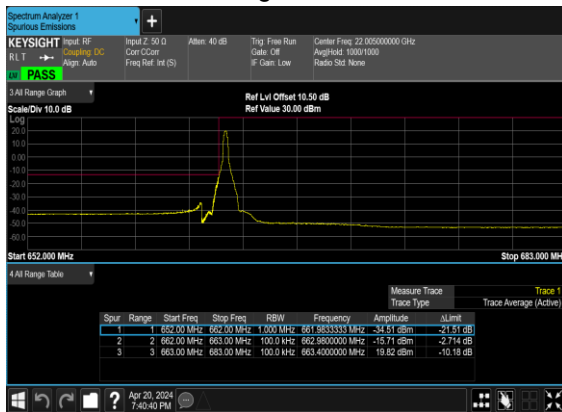 Spectrum Analyzer 1
Spurious Emissions
KEYSIGHT Input: RF Input Z: 50 Ω Atten: 40 dB Trig: Free Run Center Freq: 22.005000000 GHz
RLT Coupling: DC Corr CCorr Gate: Off Avg|Hold: 1000/1000
Align: Auto Freq Ref: Int (S) IF Gain: Low Radio Std: None
PASS
3 All Range Graph
Ref Lvl Offset 10.50 dB
Scale/Div 10.0 dB Ref Value 30.00 dBm
Log
20.0
10.0
0.00
-10.0
-20.0
-30.0
-40.0
-50.0
-60.0
Start 652.000 MHz Stop 683.000 MH
4 All Range Table
Measure Trace Trace 1
Trace Type Trace Average (Active)
Spur Range Start Freq Stop Freq RBW Frequency Amplitude ΔLimit
1 1 652.00 MHz 662.00 MHz 1.000 MHz 661.9833333 MHz -34.51 dBm -21.51 dB
2 2 662.00 MHz 663.00 MHz 100.0 kHz 662.9800000 MHz -15.71 dBm -2.714 dB
3 3 663.00 MHz 683.00 MHz 100.0 kHz 663.4000000 MHz 19.82 dBm -10.18 dB
Apr 20, 2024
7:40:40 PM